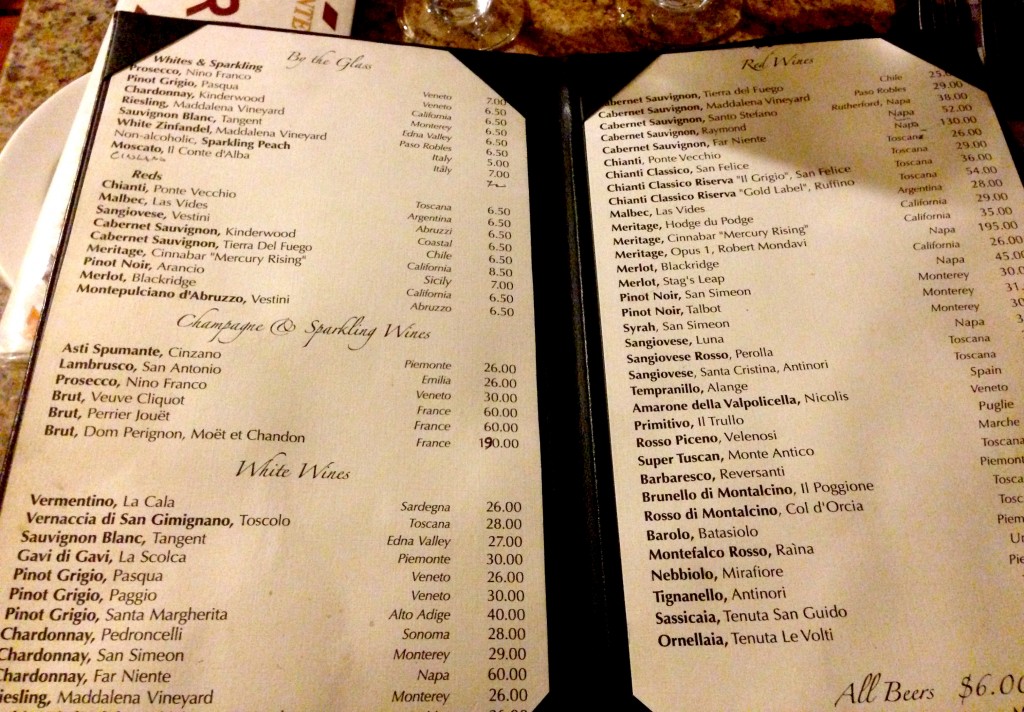 By the Glass
Whites & Sparkling
Prosecco, Nino Franco Veneto 7.00
Pinot Grigio, Pasqua Veneto 6.50
Chardonnay, Kinderwood California 6.50
Riesling, Maddalena Vineyard Monterey 6.50
Sauvignon Blanc, Tangent Edna Valley 6.50
White Zinfandel, Maddalena Vineyard Paso Robles 6.50
Non-alcoholic, Sparkling Peach Italy 5.00
Moscato, Il Conte d'Alba Italy 7.00
Reds
Chianti, Ponte Vecchio Toscana 6.50
Malbec, Las Vides Argentina 6.50
Sangiovese, Vestini Abruzzi 6.50
Cabernet Sauvignon, Kinderwood Coastal 6.50
Cabernet Sauvignon, Tierra Del Fuego Chile 6.50
Meritage, Cinnabar "Mercury Rising" California 8.50
Pinot Noir, Arancio Sicily 7.00
Merlot, Blackridge California 6.50
Montepulciano d'Abruzzo, Vestini Abruzzo 6.50
Champagne & Sparkling Wines
Asti Spumante, Cinzano Piemonte 26.00
Lambrusco, San Antonio Emilia 26.00
Prosecco, Nino Franco Veneto 30.00
Brut, Veuve Cliquot France 60.00
Brut, Perrier Jouët France 60.00
Brut, Dom Perignon, Moët et Chandon France 190.00
White Wines
Vermentino, La Cala Sardegna 26.00
Vernaccia di San Gimignano, Toscolo Toscana 28.00
Sauvignon Blanc, Tangent Edna Valley 27.00
Gavi di Gavi, La Scolca Piemonte 30.00
Pinot Grigio, Pasqua Veneto 26.00
Pinot Grigio, Paggio Veneto 30.00
Pinot Grigio, Santa Margherita Alto Adige 40.00
Chardonnay, Pedroncelli Sonoma 28.00
Chardonnay, San Simeon Monterey 29.00
Chardonnay, Far Niente Napa 60.00
iesling, Maddalena Vineyard Monterey 26.00
Red Wines
abernet Sauvignon, Tierra del Fuego Chile 25.
Cabernet Sauvignon, Maddalena Vineyard Paso Robles 29.00
Cabernet Sauvignon, Santo Stefano Rutherford, Napa 38.00
Cabernet Sauvignon, Raymond Napa 52.00
Cabernet Sauvignon, Far Niente Napa 130.00
Chianti, Ponte Vecchio Toscana 26.00
Chianti Classico, San Felice Toscana 29.00
Chianti Classico Riserva "Il Grigio", San Felice Toscana 36.00
Chianti Classico Riserva "Gold Label", Ruffino Toscana 54.00
Malbec, Las Vides Argentina 28.00
Meritage, Hodge du Podge California 29.00
Meritage, Cinnabar "Mercury Rising" California 35.00
Meritage, Opus 1, Robert Mondavi Napa 195.00
Merlot, Blackridge California 26.00
Merlot, Stag's Leap Napa 45.0
Pinot Noir, San Simeon Monterey 30.0
Pinot Noir, Talbot Monterey 31.
Syrah, San Simeon Monterey 30
Sangiovese, Luna Napa 3
Sangiovese Rosso, Perolla Toscana
Sangiovese, Santa Cristina, Antinori Toscana
Tempranillo, Alange Spain
Amarone della Valpolicella, Nicolis Veneto
Primitivo, Il Trullo Puglie
Rosso Piceno, Velenosi Marche
Super Tuscan, Monte Antico Toscana
Barbaresco, Reversanti Piemont
Brunello di Montalcino, Il Poggione Tosca
Rosso di Montalcino, Col d'Orcia Tosc
Barolo, Batasiolo Piem
Montefalco Rosso, Raìna U
Nebbiolo, Mirafiore Pie
Tignanello, Antinori
Sassicaia, Tenuta San Guido
Ornellaia, Tenuta Le Volti
All Beers $6.00